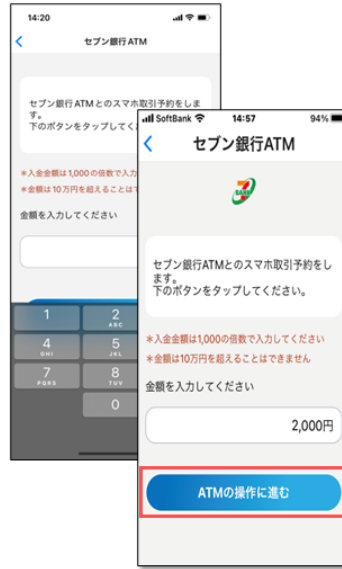 14:20
セブン銀行ATM
セブン銀行ATMとのスマホ取引予約をしま
す。
下のボタンをタップしてく
*入金金額は1,000の倍数で入力
*金額は10万円を超えることは
金額を入力してください
1
2
ABC
4
GHI
5
JKL
7
PQRS
8
TUV
0
SoftBank
14:57
94%
セブン銀行ATM
7
BANK
セブン銀行ATMとのスマホ取引予約をし
ます。
下のボタンをタップしてください。
*入金金額は1,000の倍数で入力してください
*金額は10万円を超えることはできません
金額を入力してください
2,000円
ATMの操作に進む